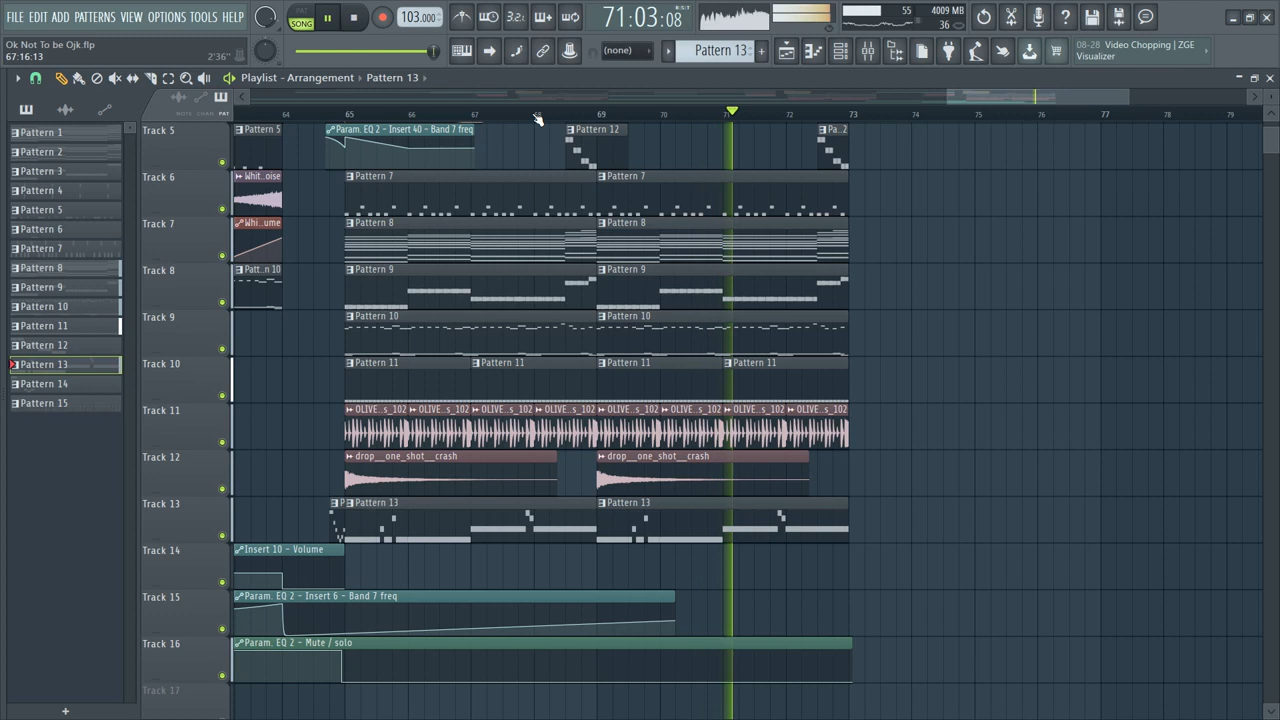 FILE EDIT ADD PATTERNS VIEW OPTIONS TOOLS HELP
PAT
SONG
103.000
3.2.
71:03:08
B:S:T
55
4009 MB
36
Ok Not to be Ojk.flp
67:16:13
2'36"
(none)
Pattern 13
08-28 Video Chopping | ZGE
Visualizer
Playlist - Arrangement
Pattern 13
NOTE CHAN PAT
64 65 66 67 68 69 70 71 72 73 74 75 76 77 78 79
Pattern 1
Pattern 2
Pattern 3
Pattern 4
Pattern 5
Pattern 6
Pattern 7
Pattern 8
Pattern 9
Pattern 10
Pattern 11
Pattern 12
Pattern 13
Pattern 14
Pattern 15
Track 5
Pattern 5
Param. EQ 2 - Insert 40 - Band 7 freq
Pattern 12
Pa..2
Track 6
Whit..oise
Pattern 7
Pattern 7
Track 7
Whi..ume
Pattern 8
Pattern 8
Track 8
Patt..n 10
Pattern 9
Pattern 9
Track 9
Pattern 10
Pattern 10
Track 10
Pattern 11
Pattern 11
Pattern 11
Pattern 11
Track 11
OLIVE..s_102
OLIVE..s_102
OLIVE..s_102
OLIVE..s_102
OLIVE..s_102
OLIVE..s_102
OLIVE..s_102
OLIVE..s_102
Track 12
drop__one_shot__crash
drop__one_shot__crash
Track 13
P
Pattern 13
Pattern 13
Track 14
Insert 10 - Volume
Track 15
Param. EQ 2 - Insert 6 - Band 7 freq
Track 16
Param. EQ 2 - Mute / solo
Track 17